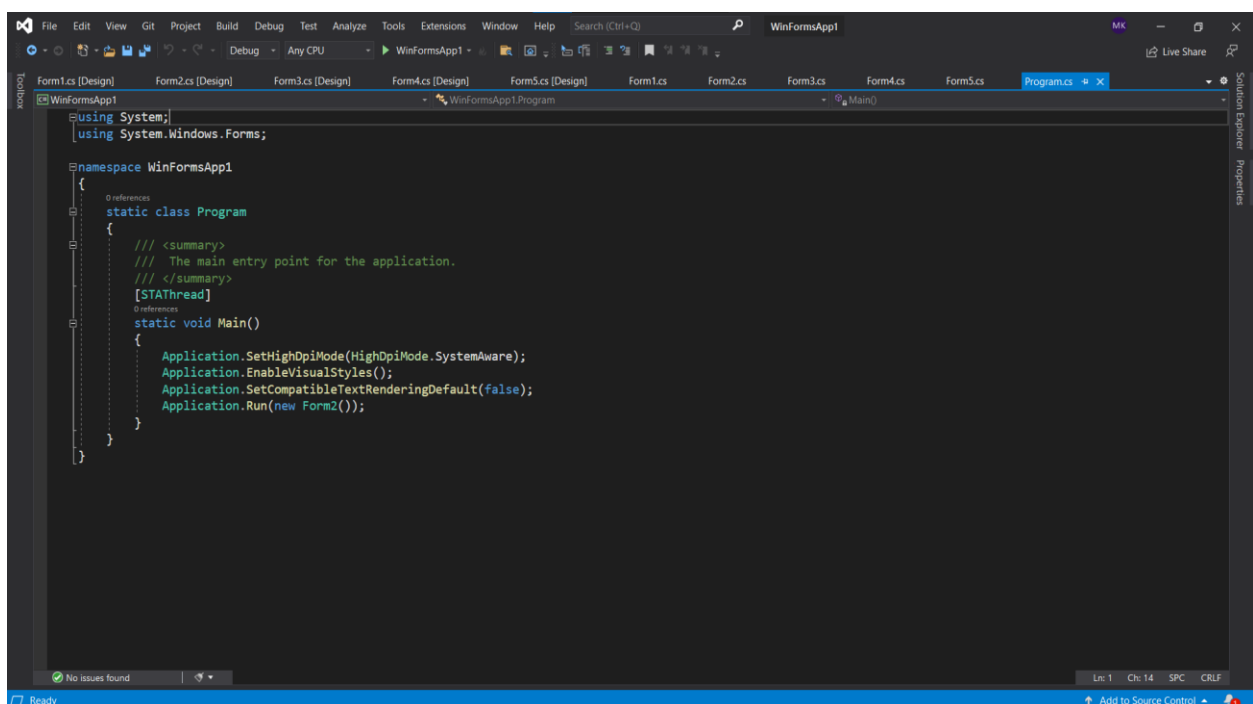 File Edit View Git Project Build Debug Test Analyze Tools Extensions Window Help Search (Ctrl+Q) WinFormsApp1 MK
Debug Any CPU WinFormsApp1 Live Share
Toolbox
Form1.cs [Design] Form2.cs [Design] Form3.cs [Design] Form4.cs [Design] Form5.cs [Design] Form1.cs Form2.cs Form3.cs Form4.cs Form5.cs Program.cs
C# WinFormsApp1 WinFormsApp1.Program Main()
using System;
using System.Windows.Forms;
namespace WinFormsApp1
{
0 references
static class Program
{
/// <summary>
/// The main entry point for the application.
/// </summary>
[STAThread]
0 references
static void Main()
{
Application.SetHighDpiMode(HighDpiMode.SystemAware);
Application.EnableVisualStyles();
Application.SetCompatibleTextRenderingDefault(false);
Application.Run(new Form2());
}
}
}
Solution Explorer
Properties
No issues found Ln: 1 Ch: 14 SPC CRLF
Ready Add to Source Control